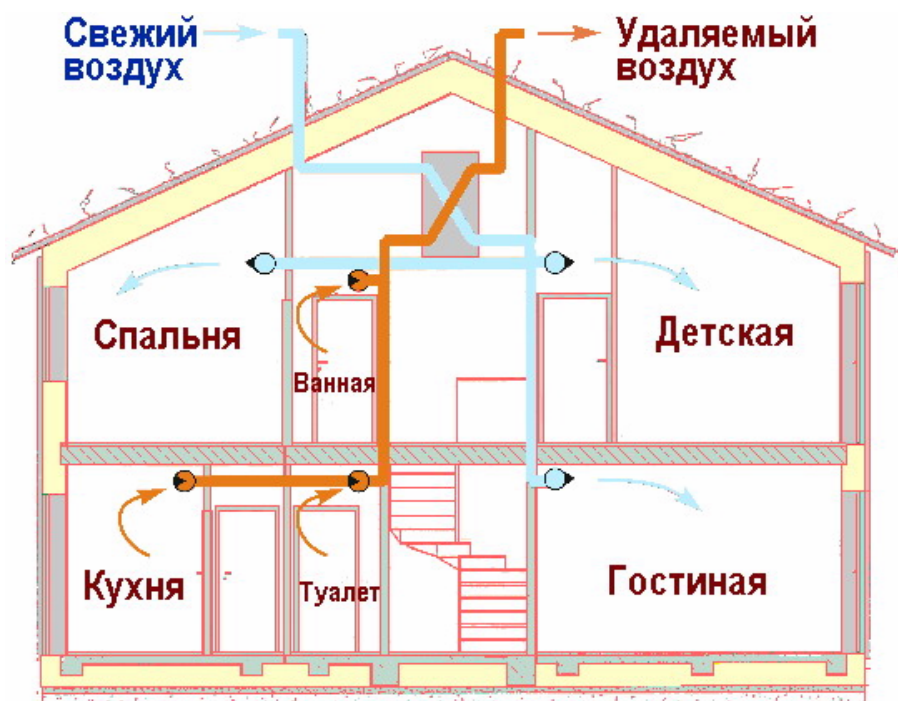 Свежий
воздух
Удаляемый
воздух
Спальня
Ванная
Детская
Кухня
Туалет
Гостиная